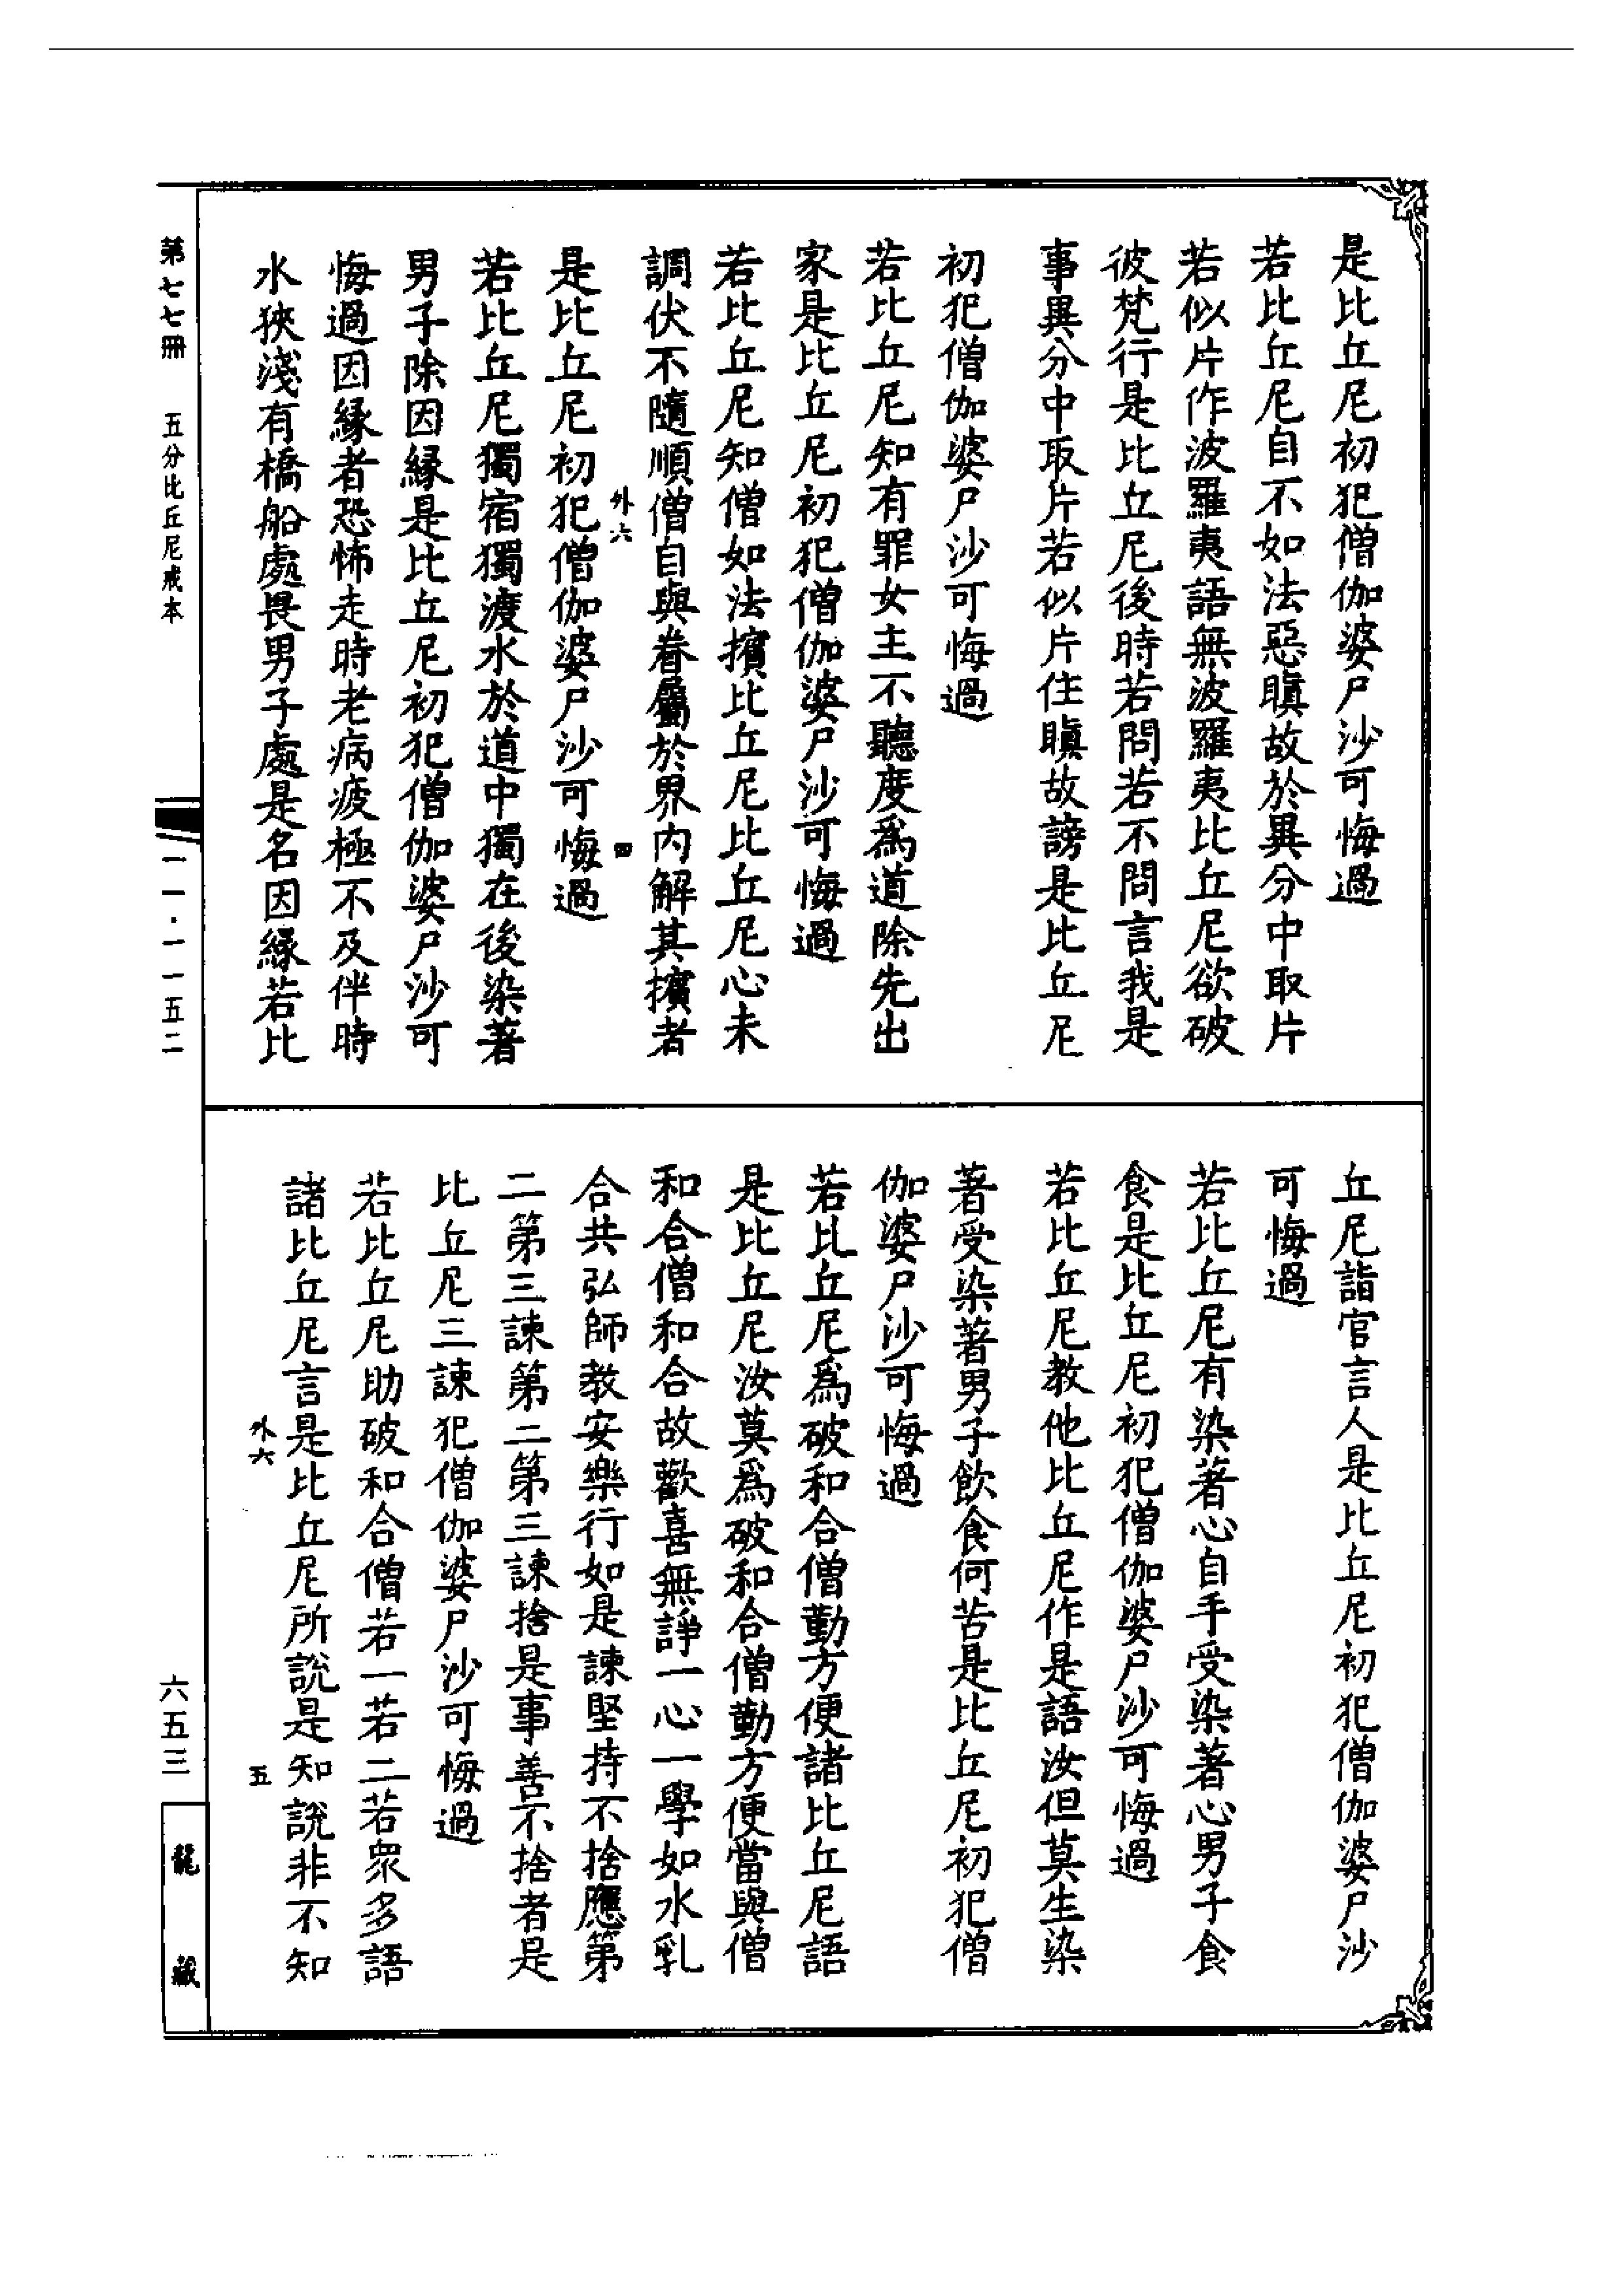 是比丘尼初犯僧伽婆尸沙可悔過
若比丘尼自不如法惡瞋故於異分中取片
若似片作波羅夷語無波羅夷比丘尼欲破
彼梵行是比丘尼後時若問若不問言我是
事異分中取片若似片住瞋故謗是比丘尼
初犯僧伽婆尸沙可悔過
若比丘尼知有罪女主不聽度為道除先出
家是比丘尼初犯僧伽婆尸沙可悔過
若比丘尼知僧如法擯比丘尼比丘尼心未
調伏不隨順僧自與眷屬於界內解其擯者
外六 四
是比丘尼初犯僧伽婆尸沙可悔過
若比丘尼獨宿獨渡水於道中獨在後染著
男子除因緣是比丘尼初犯僧伽婆尸沙可
悔過因緣者恐怖走時老病疲極不及伴時
水狹淺有橋船處畏男子處是名因緣若比
丘尼詣官言人是比丘尼初犯僧伽婆尸沙
可悔過
若比丘尼有染著心自手受染著心男子食
食是比丘尼初犯僧伽婆尸沙可悔過
若比丘尼教他比丘尼作是語汝但莫生染
著受染著男子飲食何苦是比丘尼初犯僧
伽婆尸沙可悔過
若比丘尼為破和合僧勤方便諸比丘尼語
是比丘尼汝莫為破和合僧勤方便當與僧
和合僧和合故歡喜無諍一心一學如水乳
合共弘師教安樂行如是諫堅持不捨應第
二第三諫第二第三諫捨是事善不捨者是
比丘尼三諫犯僧伽婆尸沙可悔過
若比丘尼助破和合僧若一若二若眾多語
諸比丘尼言是比丘尼所說是知說非不知
外六 五
第七七冊 五分比丘尼戒本
一一·一一五二
六五三
龍藏